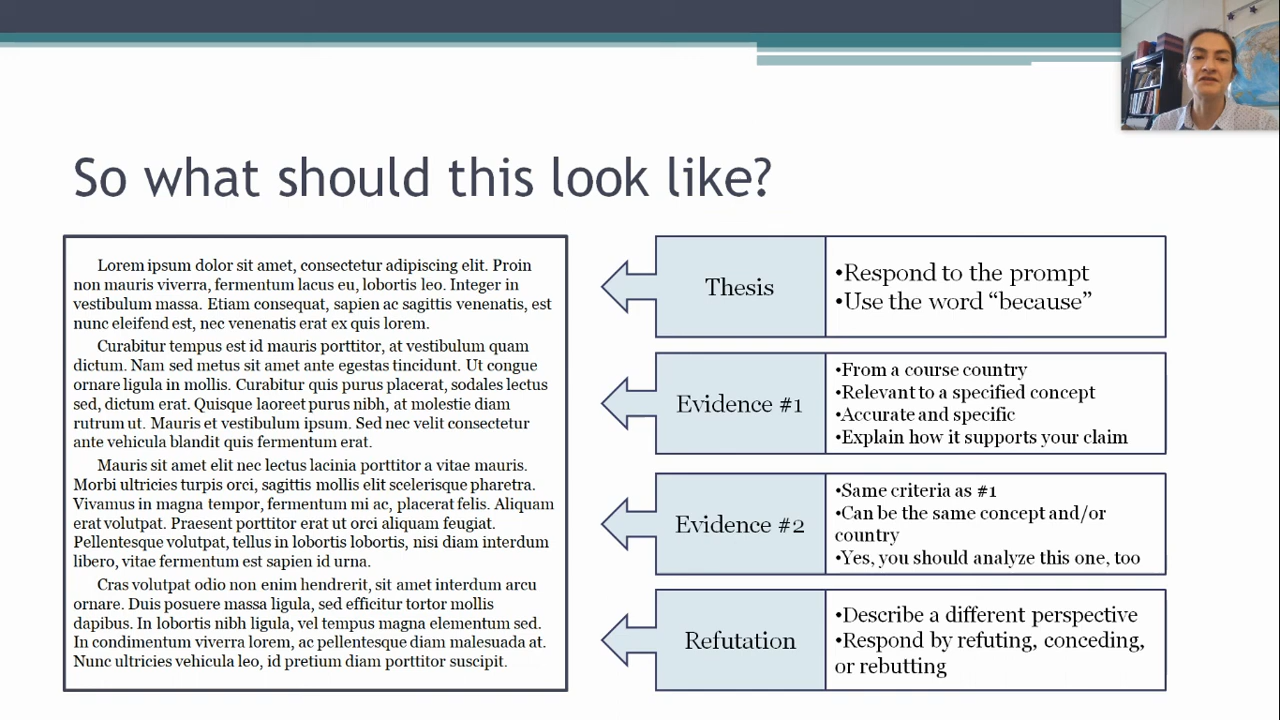 So what should this look like?
Lorem ipsum dolor sit amet, consectetur adipiscing elit. Proin
non mauris viverra, fermentum lacus eu, lobortis leo. Integer in
vestibulum massa. Etiam consequat, sapien ac sagittis venenatis, est
nunc eleifend est, nec venenatis erat ex quis lorem.
Curabitur tempus est id mauris porttitor, at vestibulum quam
dictum. Nam sed metus sit amet ante egestas tincidunt. Ut congue
ornare ligula in mollis. Curabitur quis purus placerat, sodales lectus
sed, dictum erat. Quisque laoreet purus nibh, at molestie diam
rutrum ut. Mauris et vestibulum ipsum. Sed nec velit consectetur
ante vehicula blandit quis fermentum erat.
Mauris sit amet elit nec lectus lacinia porttitor a vitae mauris.
Morbi ultricies turpis orci, sagittis mollis elit scelerisque pharetra.
Vivamus in magna tempor, fermentum mi ac, placerat felis. Aliquam
erat volutpat. Praesent porttitor erat ut orci aliquam feugiat.
Pellentesque volutpat, tellus in lobortis lobortis, nisi diam interdum
libero, vitae fermentum est sapien id urna.
Cras volutpat odio non enim hendrerit, sit amet interdum arcu
ornare. Duis posuere massa ligula, sed efficitur tortor mollis
dapibus. In lobortis nibh ligula, vel tempus magna elementum sed.
In condimentum viverra lorem, ac pellentesque diam malesuada at.
Nunc ultricies vehicula leo, id pretium diam porttitor suscipit.
Thesis
•Respond to the prompt
•Use the word “because”
Evidence #1
•From a course country
•Relevant to a specified concept
•Accurate and specific
•Explain how it supports your claim
Evidence #2
•Same criteria as #1
•Can be the same concept and/or
country
•Yes, you should analyze this one, too
Refutation
•Describe a different perspective
•Respond by refuting, conceding,
or rebutting